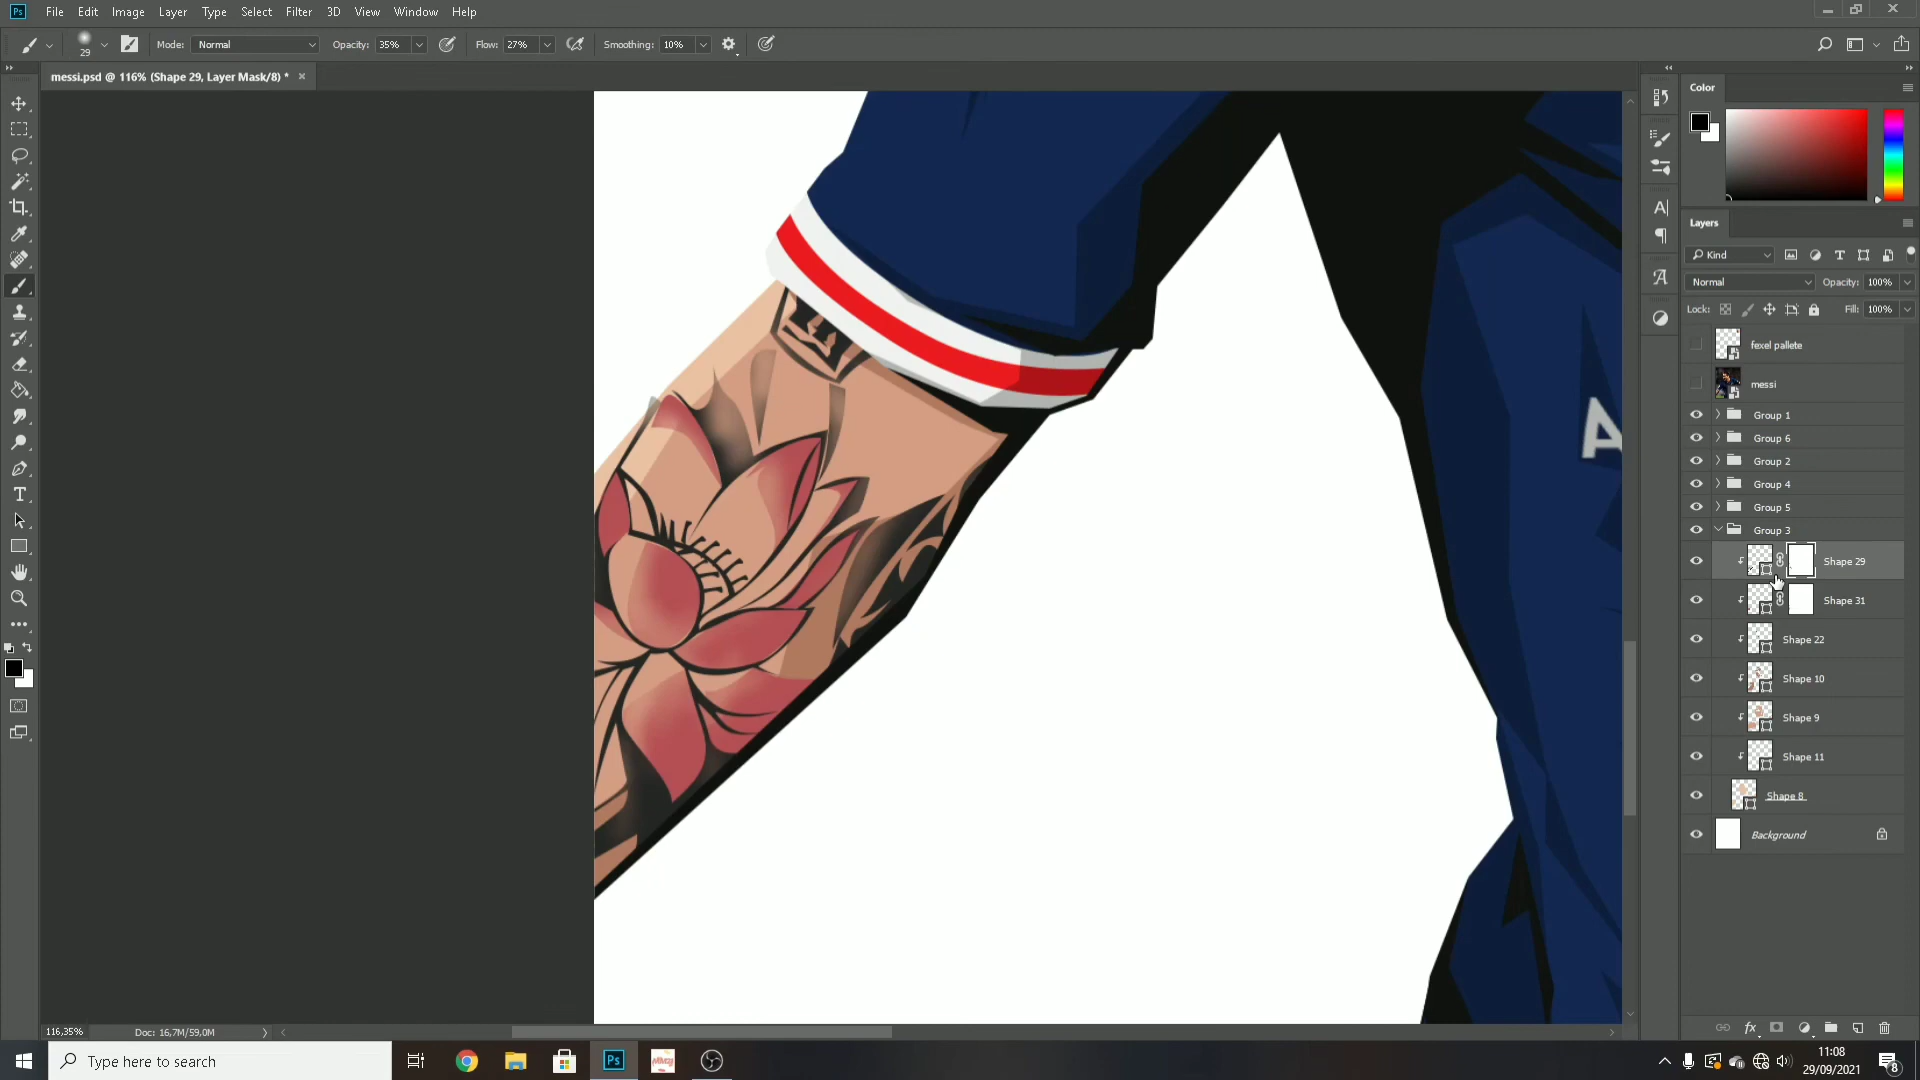 Ps File Edit Image Layer Type Select Filter 3D View Window Help
29 Mode: Normal Opacity: 35% Flow: 27% Smoothing: 10%
messi.psd @ 116% (Shape 29, Layer Mask/8) *
Color
Layers
Kind
Normal Opacity: 100%
Lock: Fill: 100%
fexel pallete
messi
Group 1
Group 6
Group 2
Group 4
Group 5
Group 3
Shape 29
Shape 31
Shape 22
Shape 10
Shape 9
Shape 11
Shape 8
Background
A
116,35% Doc: 16,7M/59,0M
Type here to search
Ps
11:08
29/09/2021
8